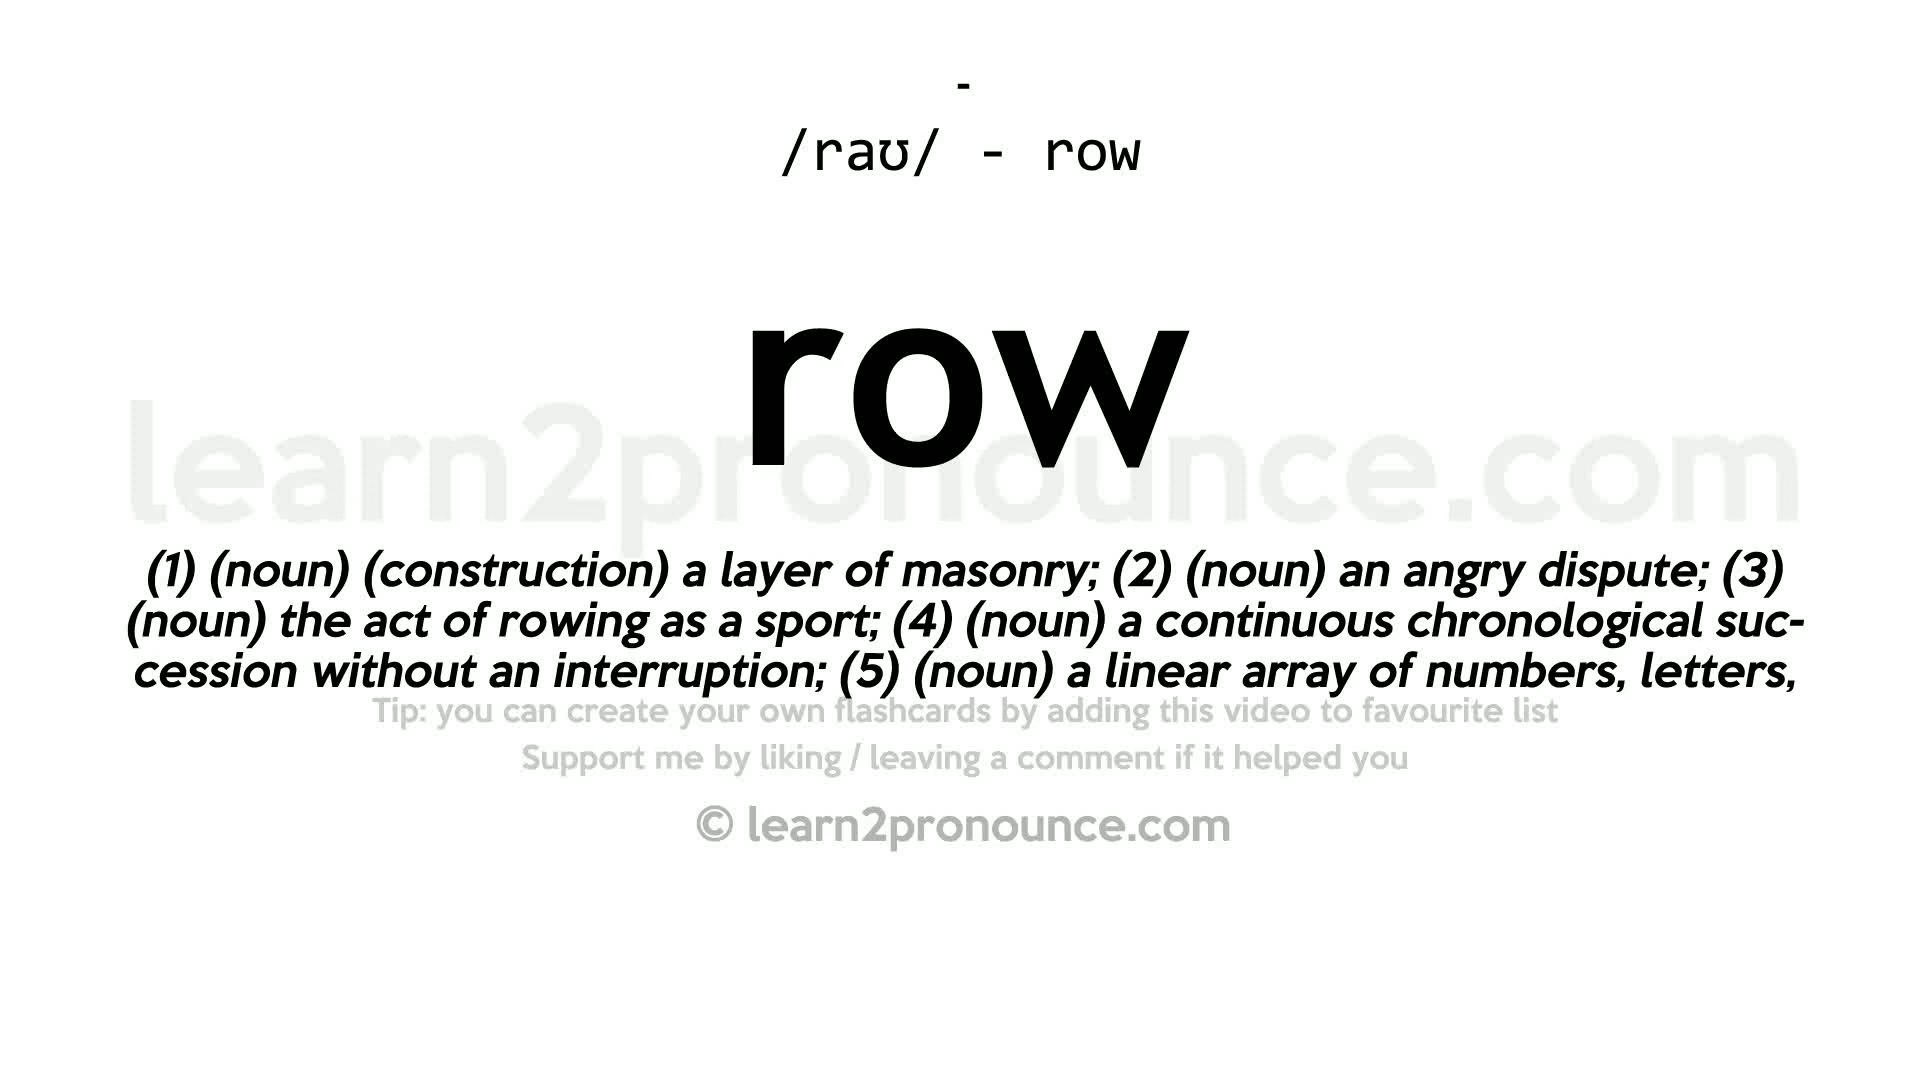 -
/raʊ/ - row
row
learn2pronounce.com
(1) (noun) (construction) a layer of masonry; (2) (noun) an angry dispute; (3)
(noun) the act of rowing as a sport; (4) (noun) a continuous chronological suc-
cession without an interruption; (5) (noun) a linear array of numbers, letters,
Tip: you can create your own flashcards by adding this video to favourite list
Support me by liking / leaving a comment if it helped you
© learn2pronounce.com